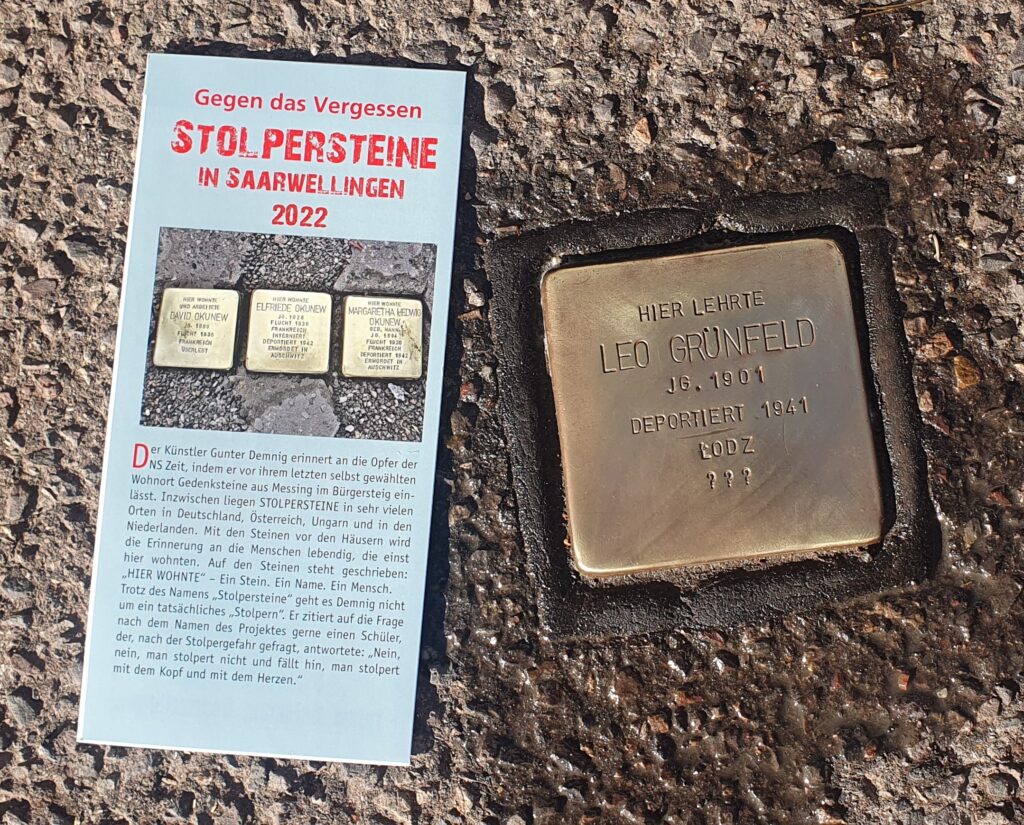 Gegen das Vergessen
STOLPERSTEINE
IN SAARWELLINGEN
2022
HIER WOHNTE
UND ARBEITETE
DAVID OKUNEW
JG.
FLUCHT
FRANKREICH
ÜBERLEBT
HIER WOHNTE
ELFRIEDE OKUNEW
JG. 1928
FLUCHT
FRANKREICH
INTERNIERT
DEPORTIERT 1942
ERMORDET IN
AUSCHWITZ
HIER WOHNTE
MARGARETHA HEDWIG
OKUNEW
GEB.
JG.
FLUCHT
FRANKREICH
DEPORTIERT 1942
ERMORDET IN
AUSCHWITZ
Der Künstler Gunter Demnig erinnert an die Opfer der
NS Zeit, indem er vor ihrem letzten selbst gewählten
Wohnort Gedenksteine aus Messing im Bürgersteig ein-
lässt. Inzwischen liegen STOLPERSTEINE in sehr vielen
Orten in Deutschland, Österreich, Ungarn und in den
Niederlanden. Mit den Steinen vor den Häusern wird
die Erinnerung an die Menschen lebendig, die einst
hier wohnten. Auf den Steinen steht geschrieben:
„HIER WOHNTE“ – Ein Stein. Ein Name. Ein Mensch.
Trotz des Namens „Stolpersteine“ geht es Demnig nicht
um ein tatsächliches „Stolpern“. Er zitiert auf die Frage
nach dem Namen des Projektes gerne einen Schüler,
der, nach der Stolpergefahr gefragt, antwortete: „Nein,
nein, man stolpert nicht und fällt hin, man stolpert
mit dem Kopf und mit dem Herzen.“
HIER LEHRTE
LEO GRÜNFELD
JG. 1901
DEPORTIERT 1941
ŁODZ
???